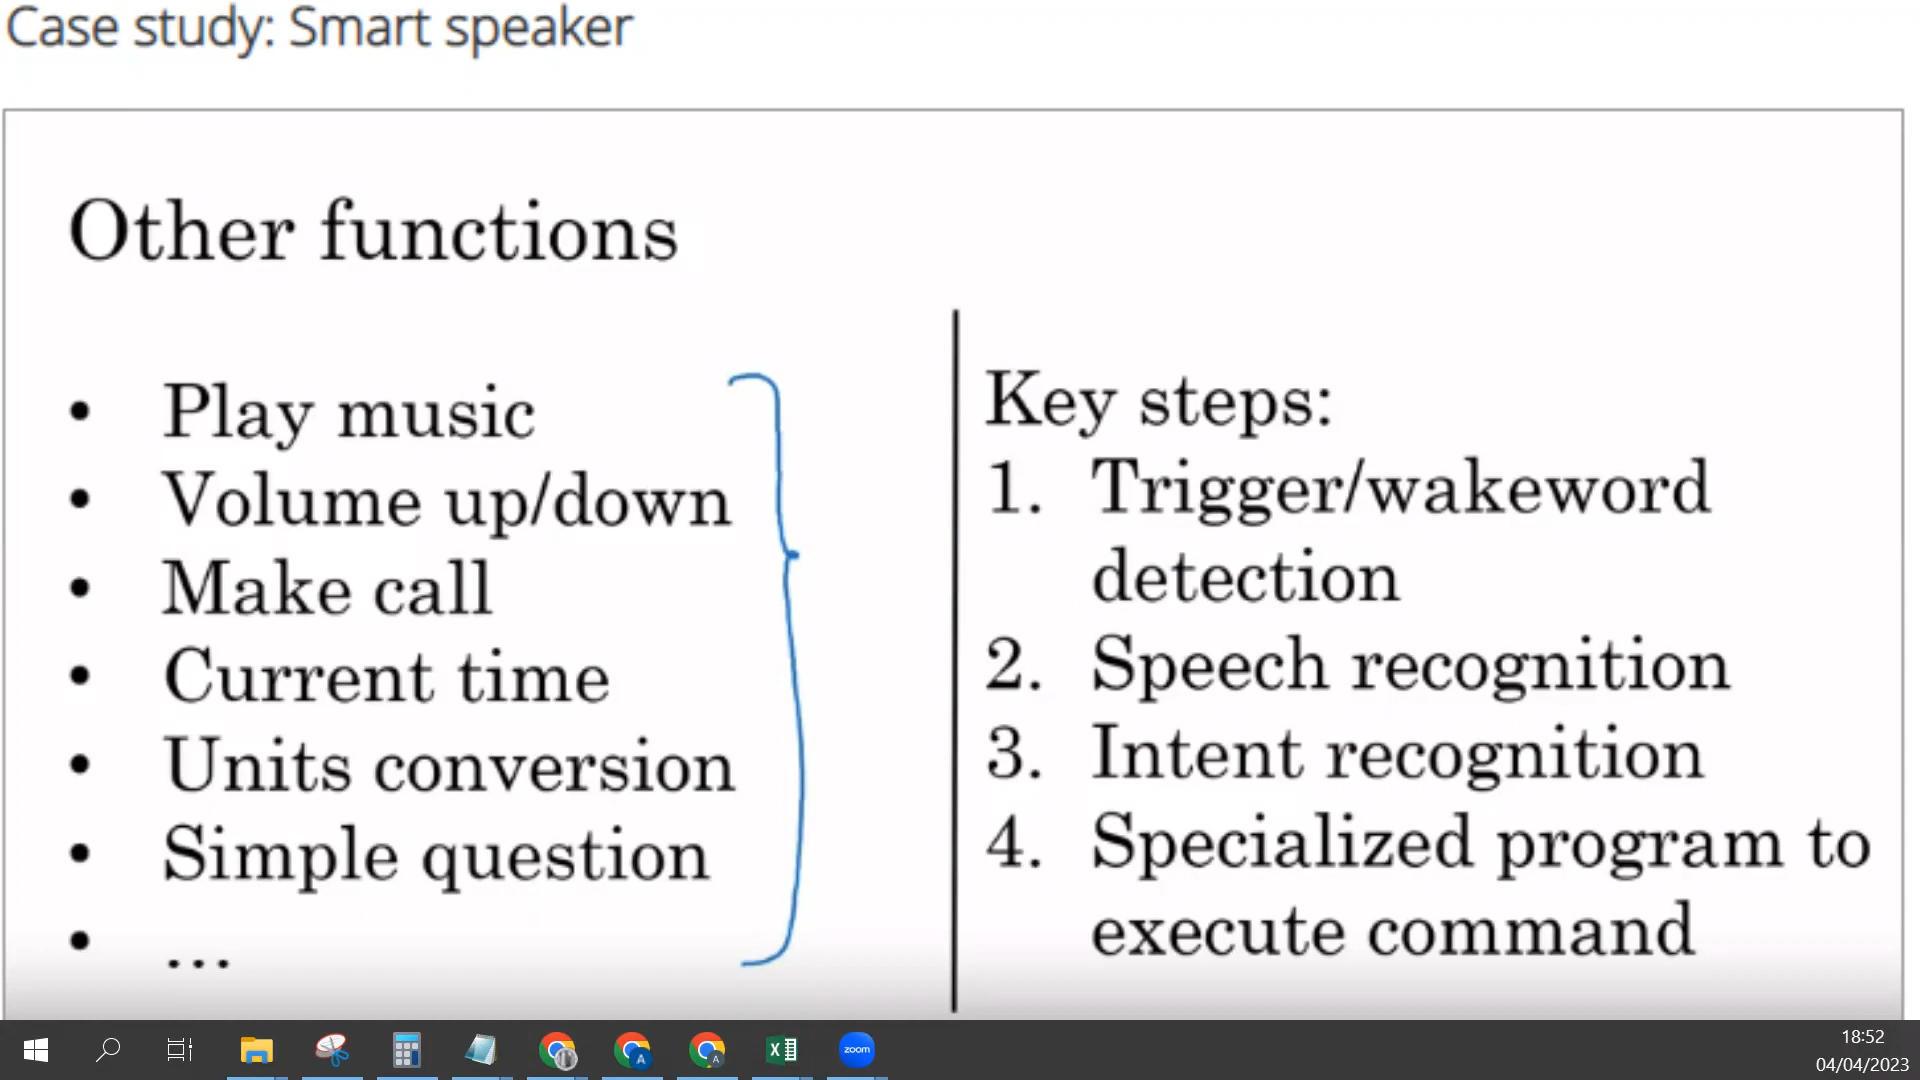 Case study: Smart speaker
Other functions
• Play music
• Volume up/down
• Make call
• Current time
• Units conversion
• Simple question
• ...
Key steps:
1. Trigger/wakeword
detection
2. Speech recognition
3. Intent recognition
4. Specialized program to
execute command
A
A
X
zoom
18:52
04/04/2023